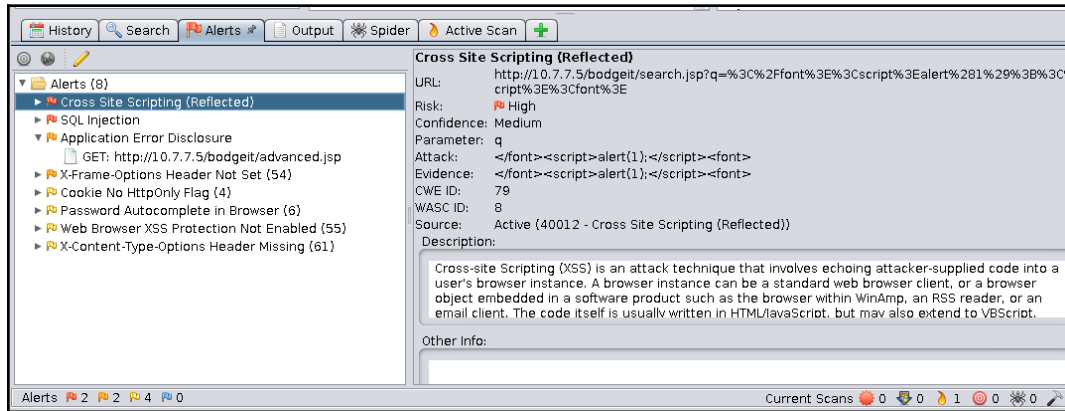 History Search Alerts Output Spider Active Scan
Alerts (8)
Cross Site Scripting (Reflected)
SQL Injection
Application Error Disclosure
GET: http://10.7.7.5/bodgeit/advanced.jsp
X-Frame-Options Header Not Set (54)
Cookie No HttpOnly Flag (4)
Password Autocomplete in Browser (6)
Web Browser XSS Protection Not Enabled (55)
X-Content-Type-Options Header Missing (61)
Cross Site Scripting (Reflected)
URL: http://10.7.7.5/bodgeit/search.jsp?q=%3C%2Ffont%3E%3Cscript%3Ealert%281%29%3B%3C
cript%3E%3Cfont%3E
Risk: High
Confidence: Medium
Parameter: q
Attack: </font><script>alert(1);</script><font>
Evidence: </font><script>alert(1);</script><font>
CWE ID: 79
WASC ID: 8
Source: Active (40012 - Cross Site Scripting (Reflected))
Description:
Cross-site Scripting (XSS) is an attack technique that involves echoing attacker-supplied code into a
user's browser instance. A browser instance can be a standard web browser client, or a browser
object embedded in a software product such as the browser within WinAmp, an RSS reader, or an
email client. The code itself is usually written in HTML/JavaScript, but may also extend to VBScript,
Other Info:
Alerts 2 2 4 0 Current Scans 0 0 1 0 0